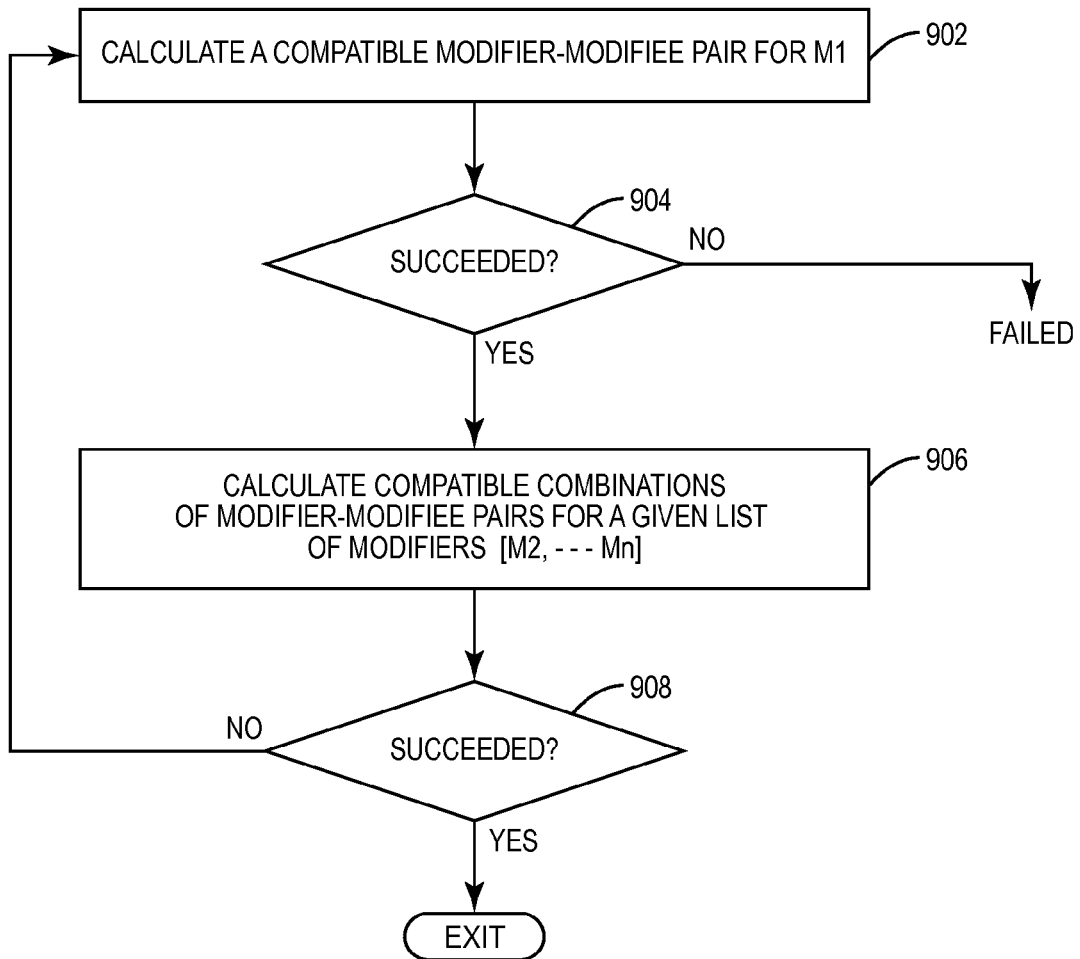 CALCULATE A COMPATIBLE MODIFIER-MODIFIEE PAIR FOR M1
902
904
SUCCEEDED?
NO
FAILED
YES
906
CALCULATE COMPATIBLE COMBINATIONS
OF MODIFIER-MODIFIEE PAIRS FOR A GIVEN LIST
OF MODIFIERS [M2, - - - Mn]
908
NO
SUCCEEDED?
YES
EXIT